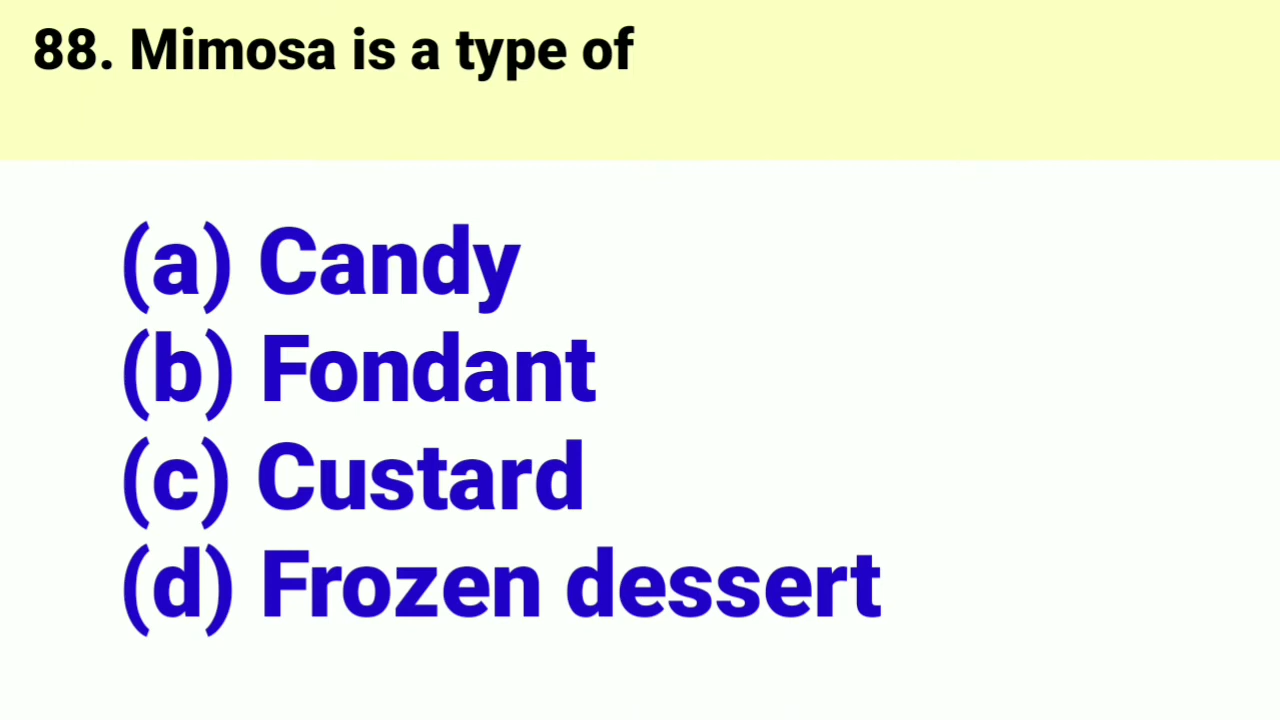 88. Mimosa is a type of
(a) Candy
(b) Fondant
(c) Custard
(d) Frozen dessert